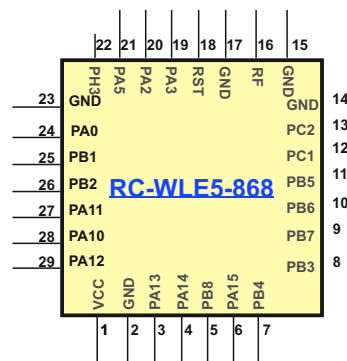 22 21 20 19 18 17 16 15
PH3 PA5 PA2 PA3 RST GND RF GND
23 GND
24 PA0
25 PB1
26 PB2
27 PA11
28 PA10
29 PA12
RC-WLE5-868
GND 14
PC2 13
PC1 12
PB5 11
PB6 10
PB7 9
PB3 8
VCC GND PA13 PA14 PB8 PA15 PB4
1 2 3 4 5 6 7